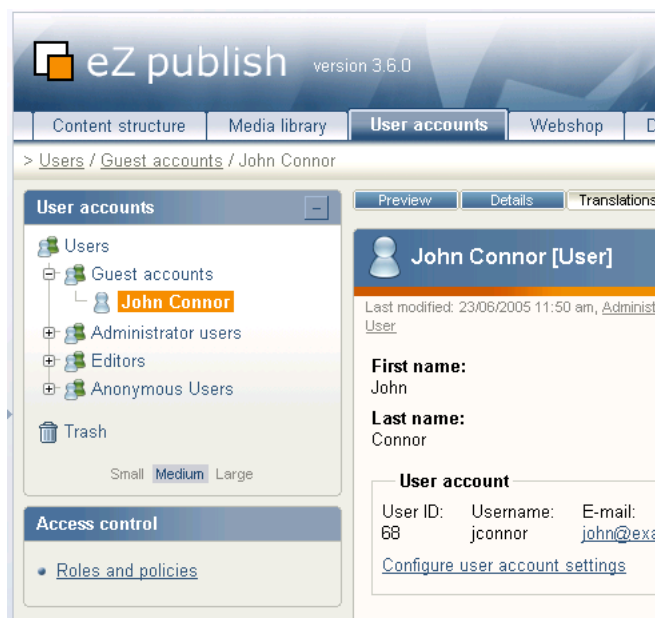 eZ publish version 3.6.0
Content structure Media library User accounts Webshop
> Users / Guest accounts / John Connor
User accounts
Users
Guest accounts
John Connor
Administrator users
Editors
Anonymous Users
Trash
Small Medium Large
Access control
Roles and policies
Preview Details Translations
John Connor [User]
Last modified: 23/06/2005 11:50 am, Administ
User
First name:
John
Last name:
Connor
User account
User ID: Username: E-mail:
68 jconnor john@exa
Configure user account settings